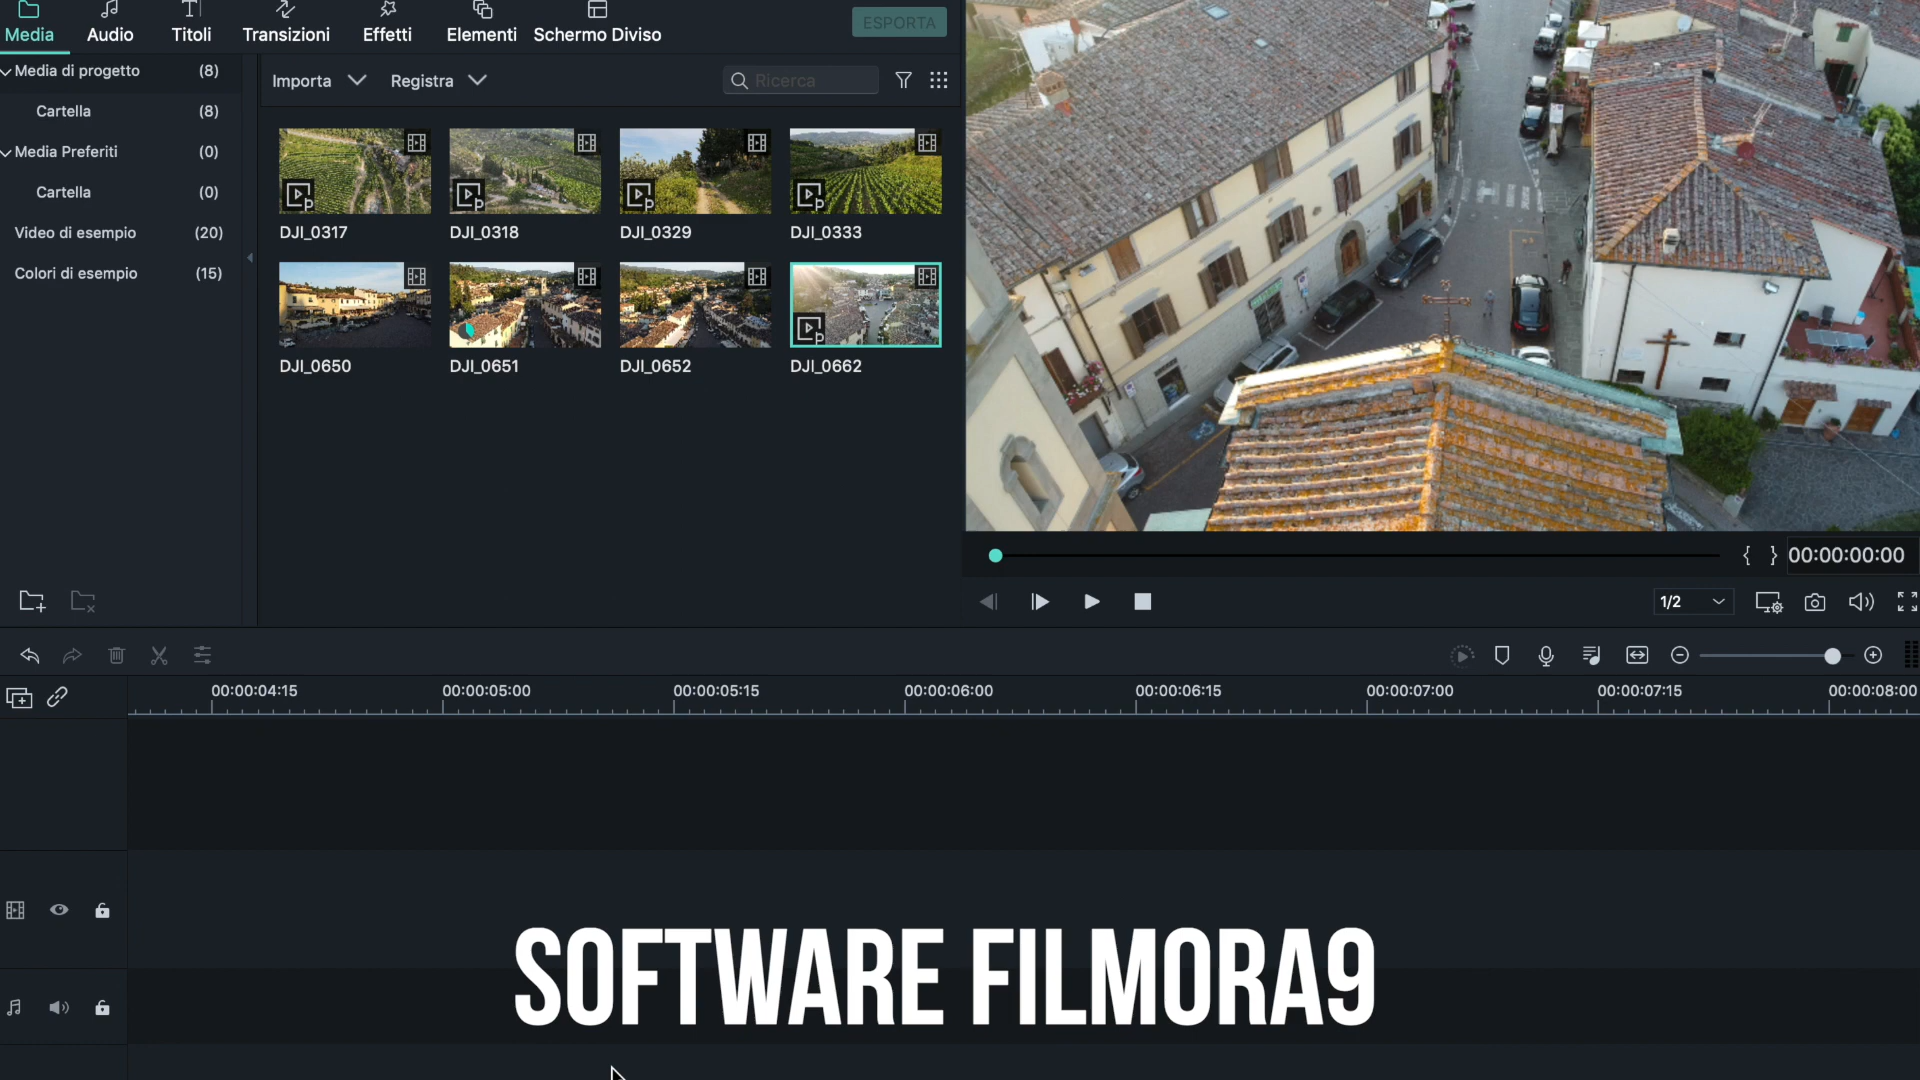 Media Audio Titoli Transizioni Effetti Elementi Schermo Diviso ESPORTA
Media di progetto (8)
Cartella (8)
Media Preferiti (0)
Cartella (0)
Video di esempio (20)
Colori di esempio (15)
Importa Registra Ricerca
DJI_0317 DJI_0318 DJI_0329 DJI_0333
DJI_0650 DJI_0651 DJI_0652 DJI_0662
{ } 00:00:00:00
1/2
00:00:04:15 00:00:05:00 00:00:05:15 00:00:06:00 00:00:06:15 00:00:07:00 00:00:07:15 00:00:08:00
SOFTWARE FILMORA9